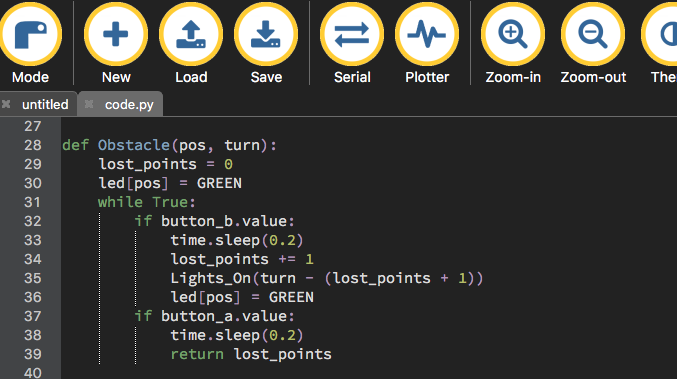 Mode New Load Save Serial Plotter Zoom-in Zoom-out
untitled code.py
27
28 def Obstacle(pos, turn):
29     lost_points = 0
30     led[pos] = GREEN
31     while True:
32         if button_b.value:
33             time.sleep(0.2)
34             lost_points += 1
35             Lights_On(turn - (lost_points + 1))
36             led[pos] = GREEN
37         if button_a.value:
38             time.sleep(0.2)
39             return lost_points
40